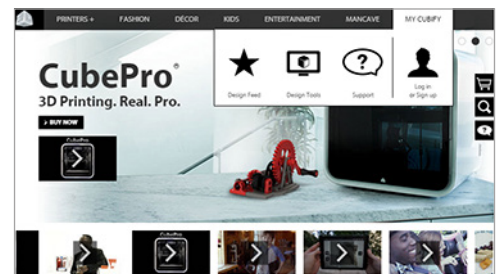 PRINTERS + FASHION DÉCOR KIDS ENTERTAINMENT MANCAVE MY CUBIFY
Design Feed Design Tools Support Log in
or Sign up
CubePro®
3D Printing. Real. Pro.
> BUY NOW
CubePro
CubePro